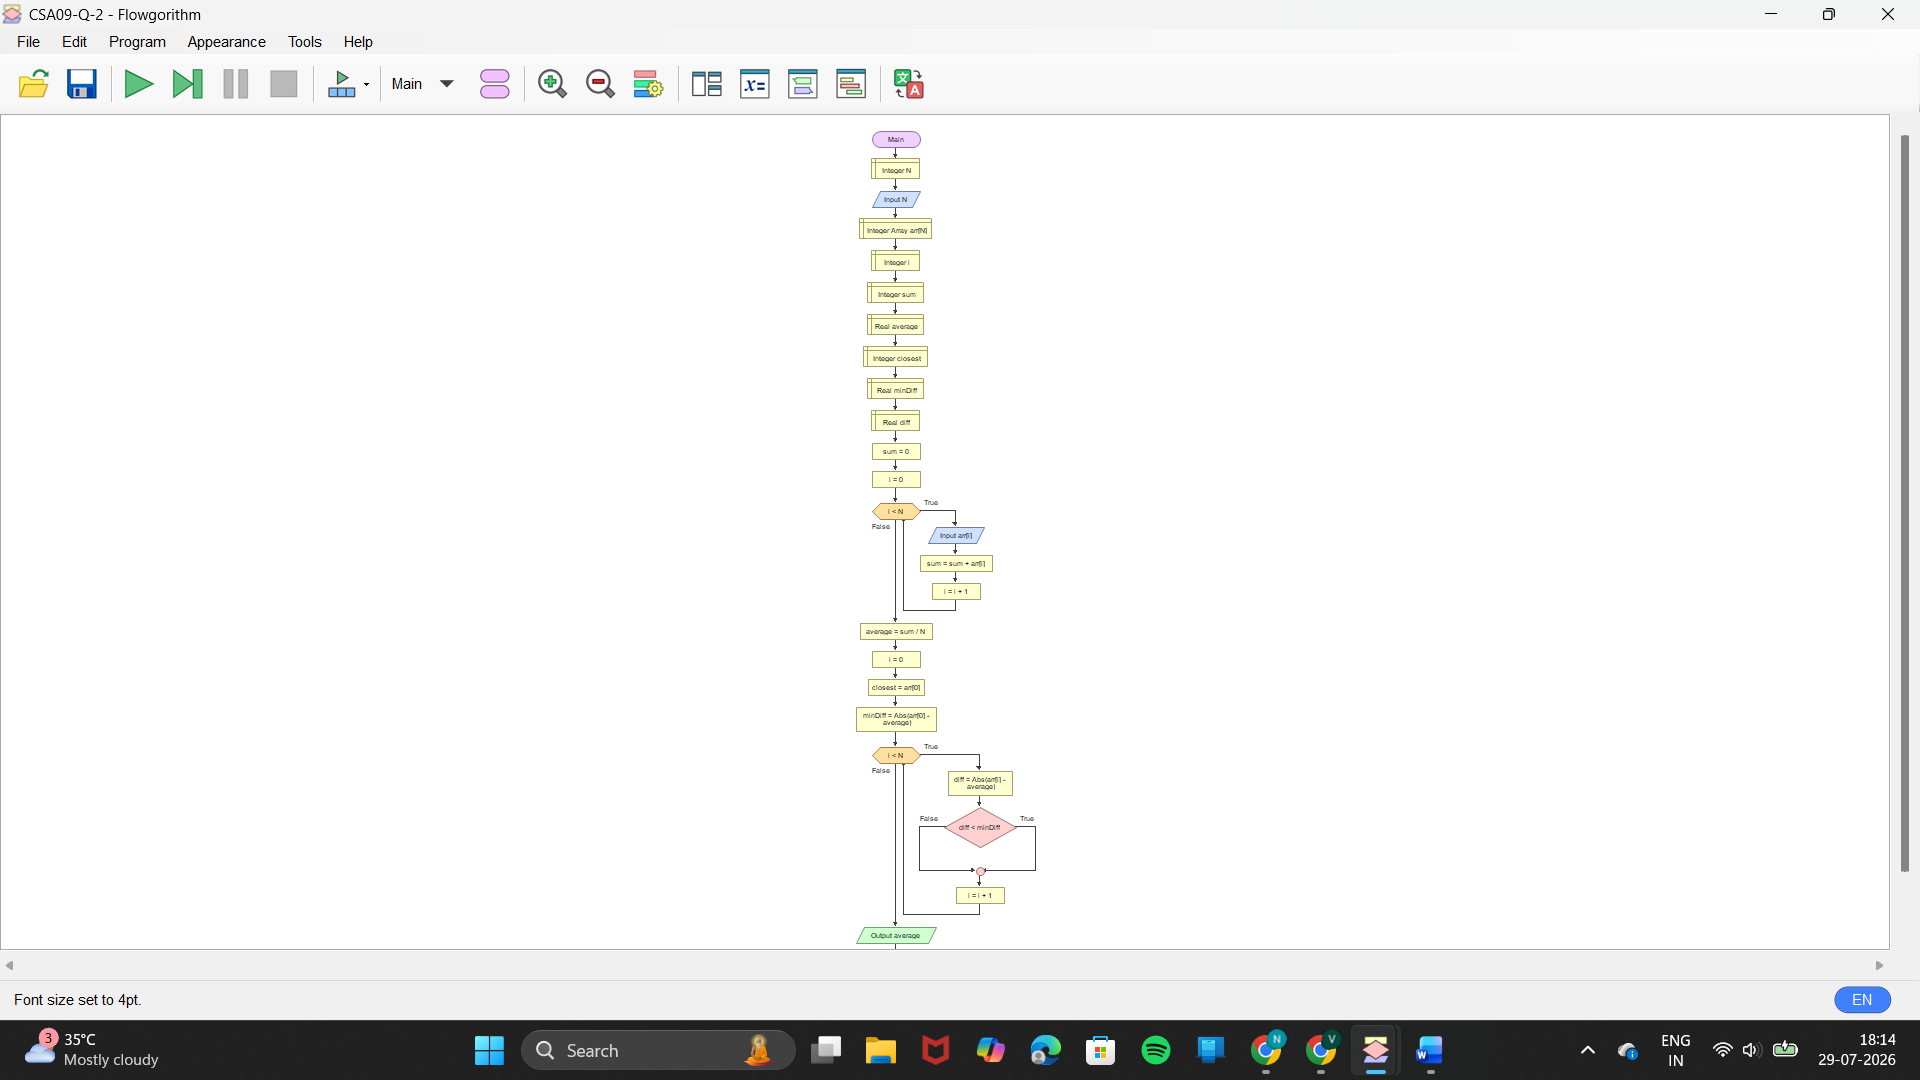 CSA09-Q-2 - Flowgorithm
File Edit Program Appearance Tools Help
Main
Main
Integer N
Input N
Integer Array arr[N]
Integer i
Integer sum
Real average
Integer closest
Real minDiff
Real diff
sum = 0
i = 0
i < N
True
False
Input arr[i]
sum = sum + arr[i]
i = i + 1
average = sum / N
i = 0
closest = arr[0]
minDiff = Abs(arr[0] -
average)
i < N
True
False
diff = Abs(arr[i] -
average)
False
True
diff < minDiff
i = i + 1
Output average
Font size set to 4pt.
EN
3
35°C
Mostly cloudy
Search
N
V
ENG
IN
18:14
29-07-2026